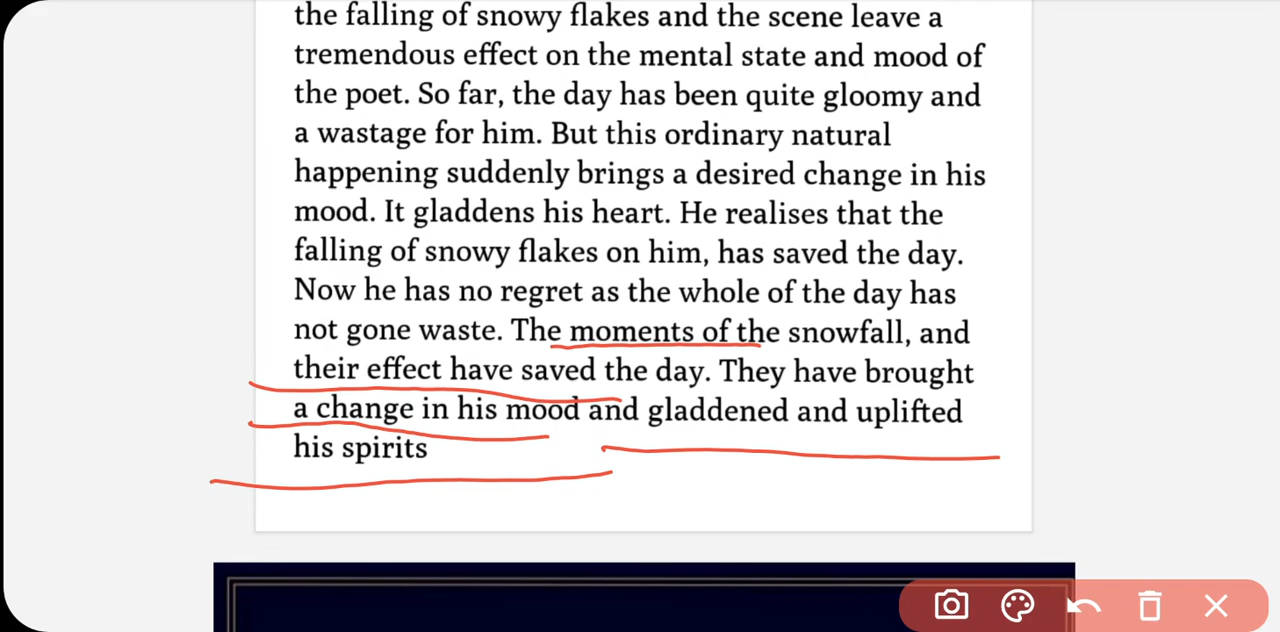 the falling of snowy flakes and the scene leave a
tremendous effect on the mental state and mood of
the poet. So far, the day has been quite gloomy and
a wastage for him. But this ordinary natural
happening suddenly brings a desired change in his
mood. It gladdens his heart. He realises that the
falling of snowy flakes on him, has saved the day.
Now he has no regret as the whole of the day has
not gone waste. The moments of the snowfall, and
their effect have saved the day. They have brought
a change in his mood and gladdened and uplifted
his spirits